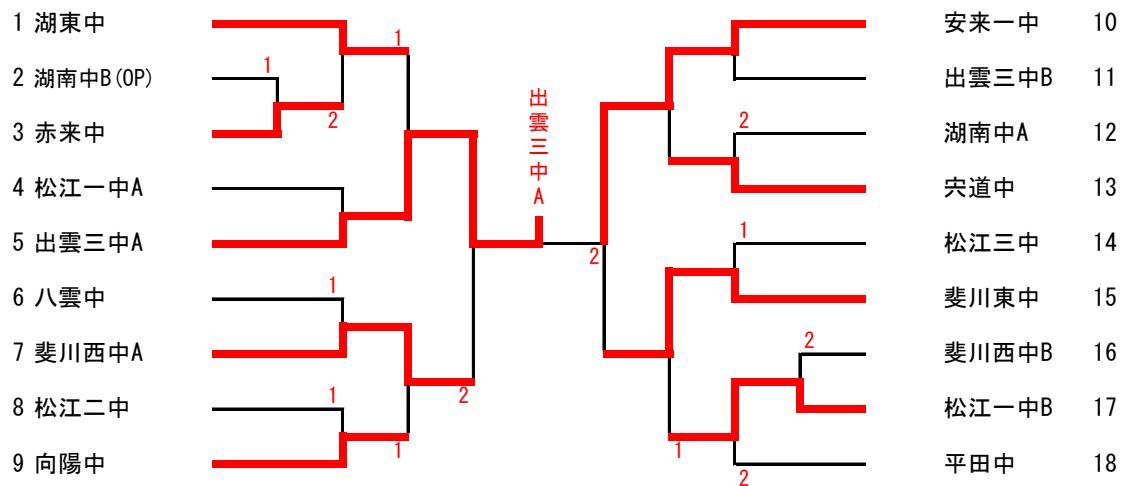 1 湖東中
2 湖南中B(OP)
3 赤来中
4 松江一中A
5 出雲三中A
6 八雲中
7 斐川西中A
8 松江二中
9 向陽中
1
1
2
1
1
1
2
出雲三中A
2
2
1
2
1
2
安来一中 10
出雲三中B 11
湖南中A 12
宍道中 13
松江三中 14
斐川東中 15
斐川西中B 16
松江一中B 17
平田中 18